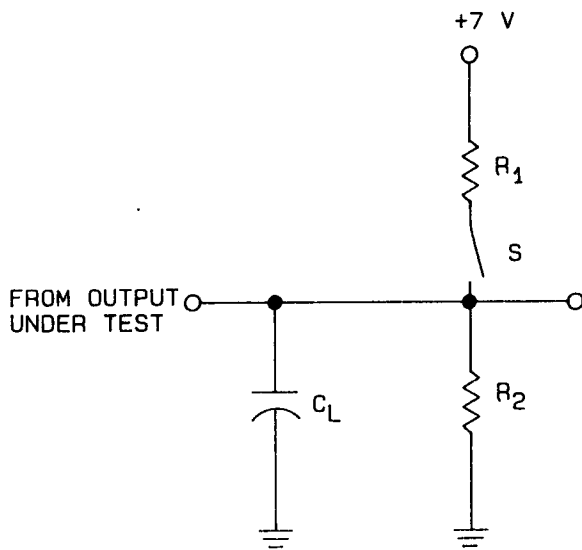 +7 V
R1
S
FROM OUTPUT
UNDER TEST
CL
R2